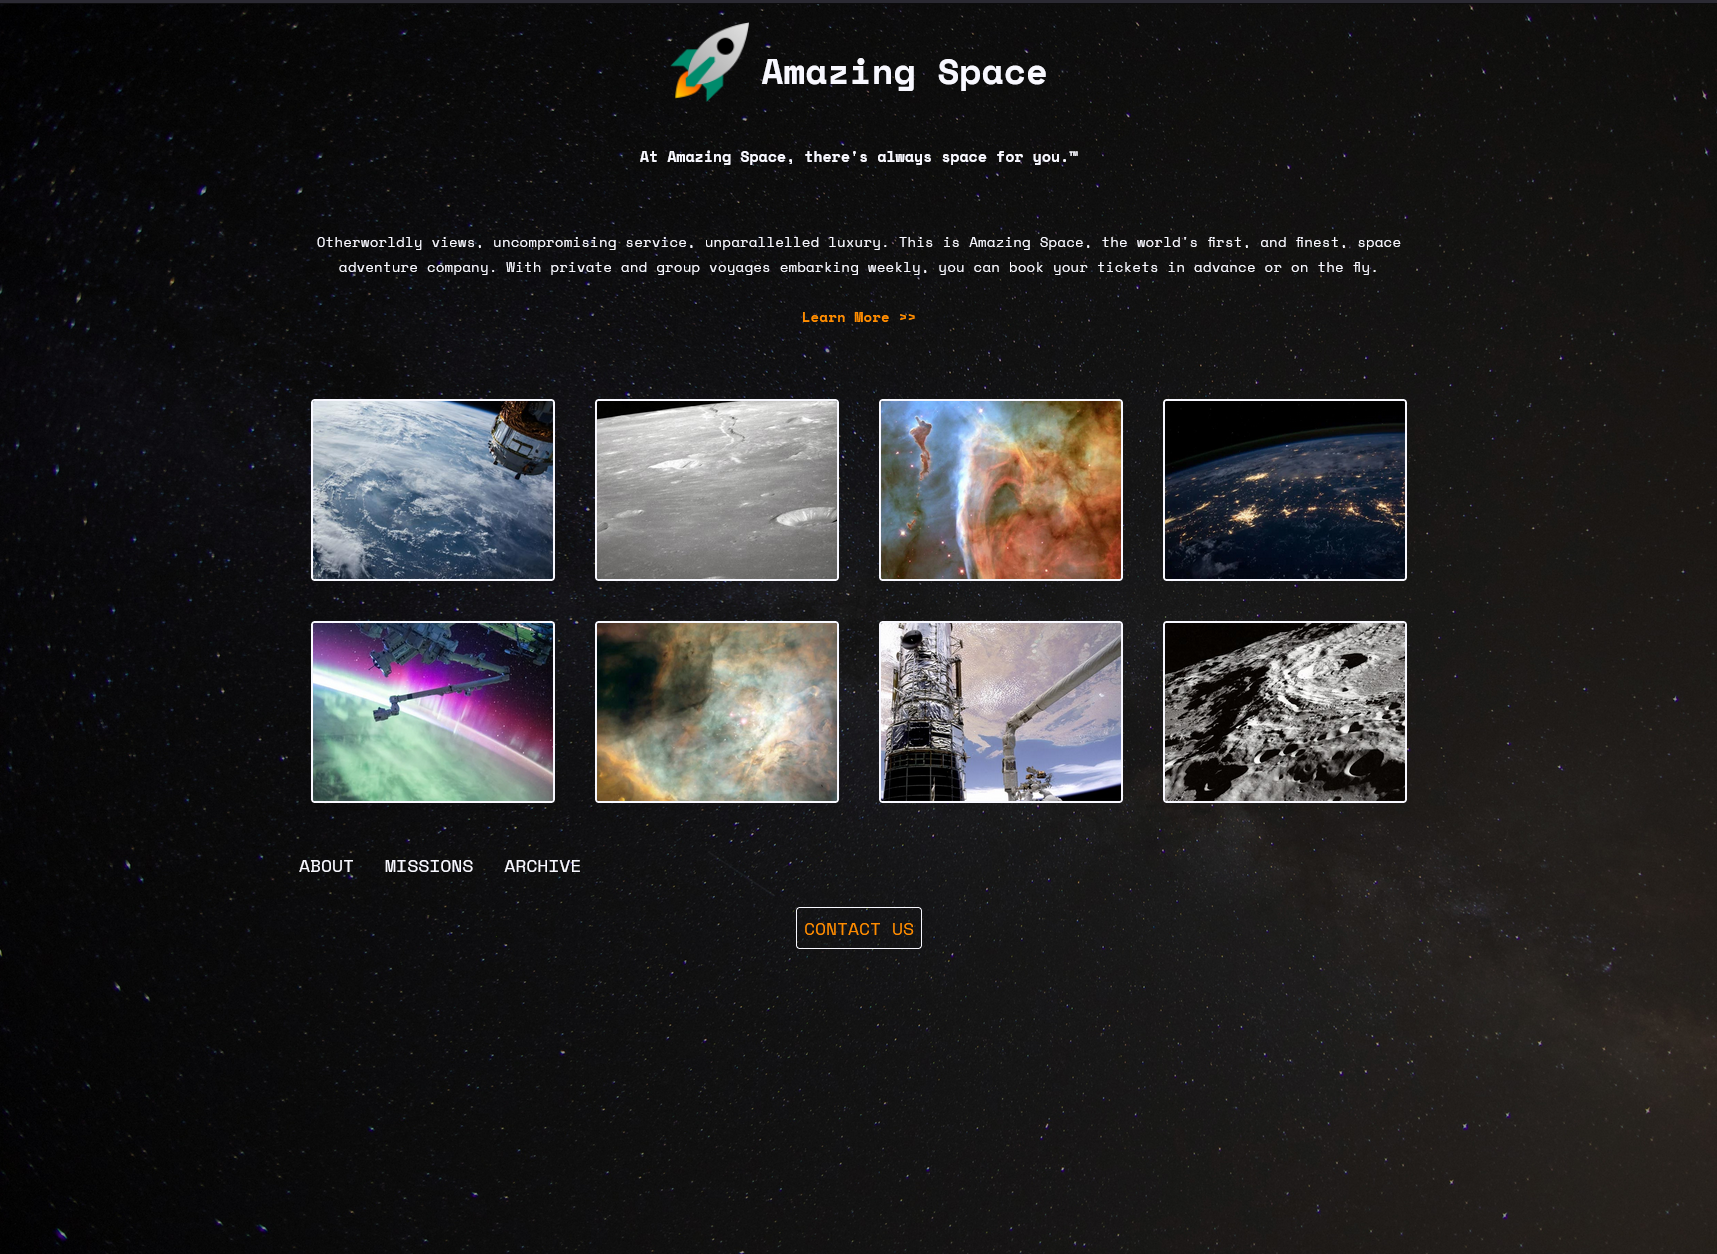 Amazing Space
At Amazing Space, there's always space for you.™
Otherworldly views, uncompromising service, unparallelled luxury. This is Amazing Space, the world's first, and finest, space
adventure company. With private and group voyages embarking weekly, you can book your tickets in advance or on the fly.
Learn More >>
ABOUT MISSIONS ARCHIVE
CONTACT US